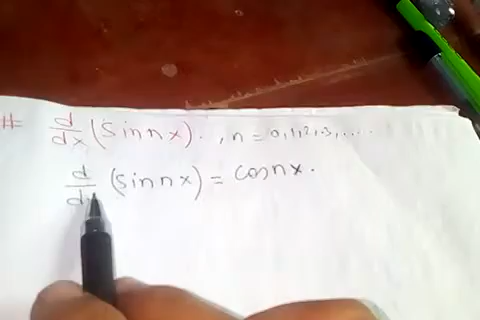 # d/dx (sin nx). , n = 0,1,2,3,....
d/dx (sin nx) = cos nx.